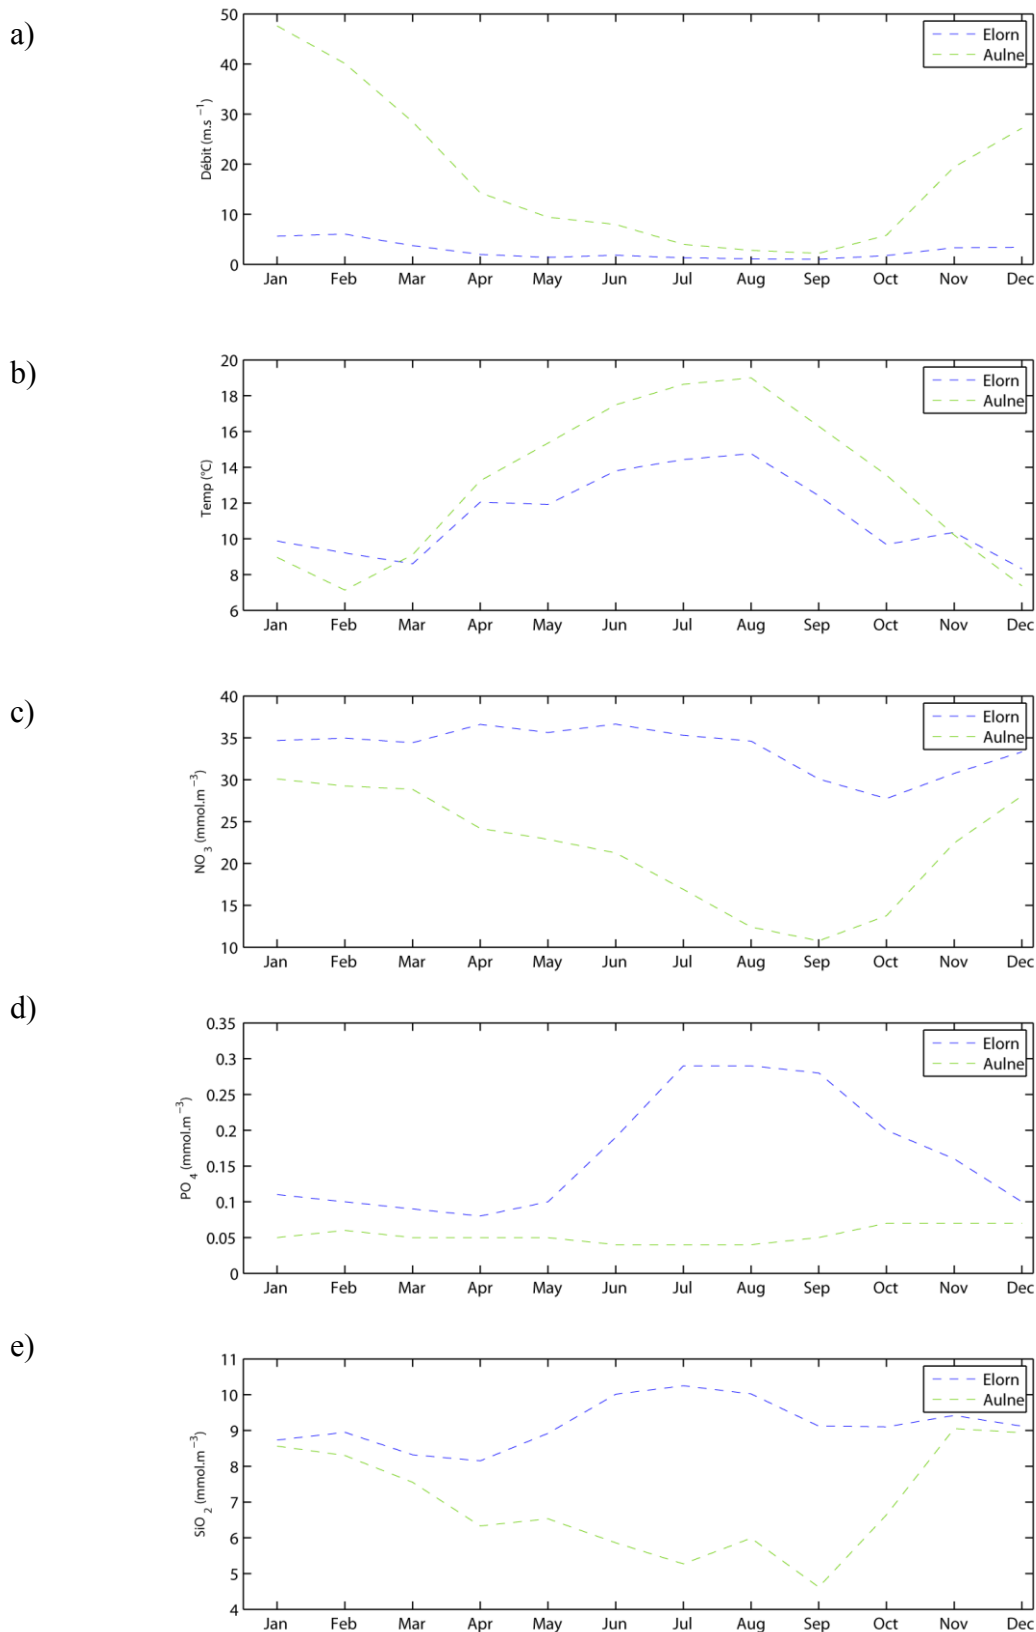 a)
50
40
30
20
10
0
Débit (m.s⁻¹)
Elorn
Aulne
Jan Feb Mar Apr May Jun Jul Aug Sep Oct Nov Dec
b)
20
18
16
14
12
10
8
6
Temp (°C)
Elorn
Aulne
Jan Feb Mar Apr May Jun Jul Aug Sep Oct Nov Dec
c)
40
35
30
25
20
15
10
NO₃ (mmol.m⁻³)
Elorn
Aulne
Jan Feb Mar Apr May Jun Jul Aug Sep Oct Nov Dec
d)
0.35
0.3
0.25
0.2
0.15
0.1
0.05
0
PO₄ (mmol.m⁻³)
Elorn
Aulne
Jan Feb Mar Apr May Jun Jul Aug Sep Oct Nov Dec
e)
11
10
9
8
7
6
5
4
SiO₂ (mmol.m⁻³)
Elorn
Aulne
Jan Feb Mar Apr May Jun Jul Aug Sep Oct Nov Dec